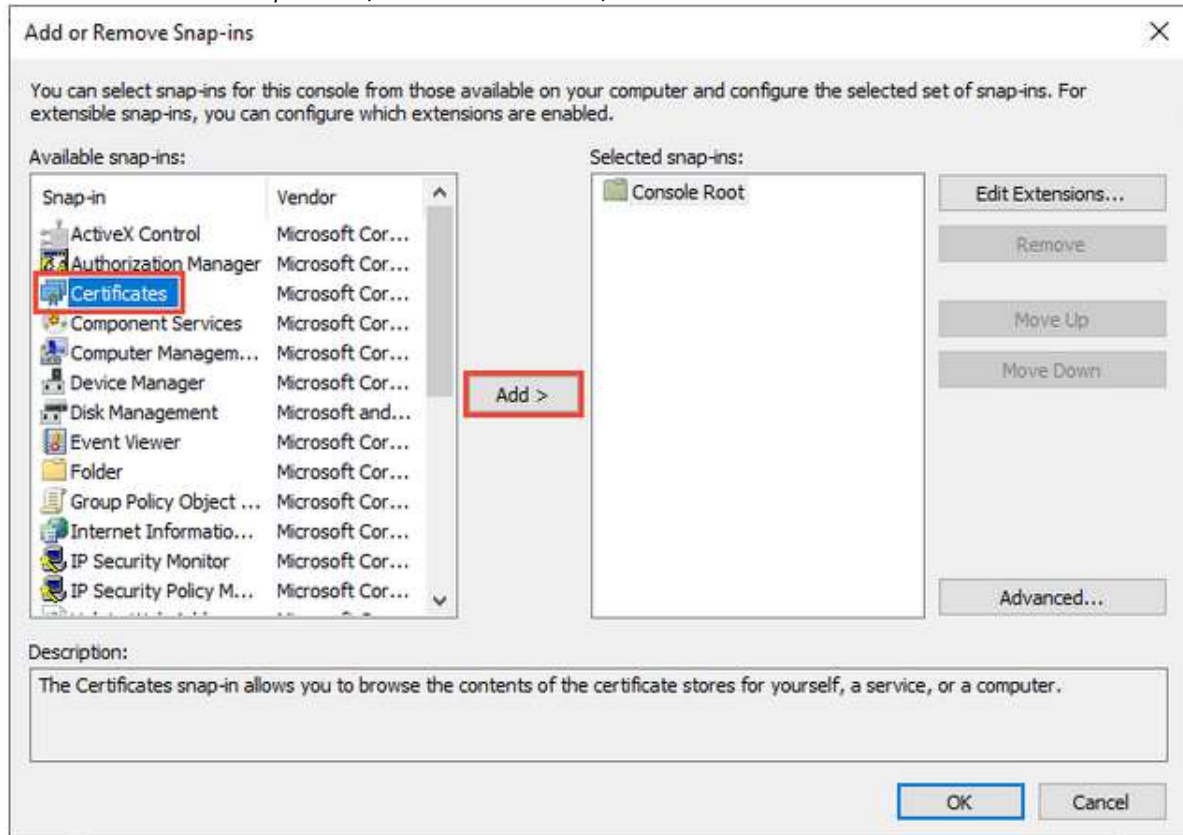 Add or Remove Snap-ins
You can select snap-ins for this console from those available on your computer and configure the selected set of snap-ins. For
extensible snap-ins, you can configure which extensions are enabled.
Available snap-ins:
Selected snap-ins:
Snap-in Vendor
ActiveX Control Microsoft Cor...
Authorization Manager Microsoft Cor...
Certificates Microsoft Cor...
Component Services Microsoft Cor...
Computer Managem... Microsoft Cor...
Device Manager Microsoft Cor...
Disk Management Microsoft and...
Event Viewer Microsoft Cor...
Folder Microsoft Cor...
Group Policy Object ... Microsoft Cor...
Internet Informatio... Microsoft Cor...
IP Security Monitor Microsoft Cor...
IP Security Policy M... Microsoft Cor...
Add >
Console Root
Edit Extensions...
Remove
Move Up
Move Down
Advanced...
Description:
The Certificates snap-in allows you to browse the contents of the certificate stores for yourself, a service, or a computer.
OK Cancel